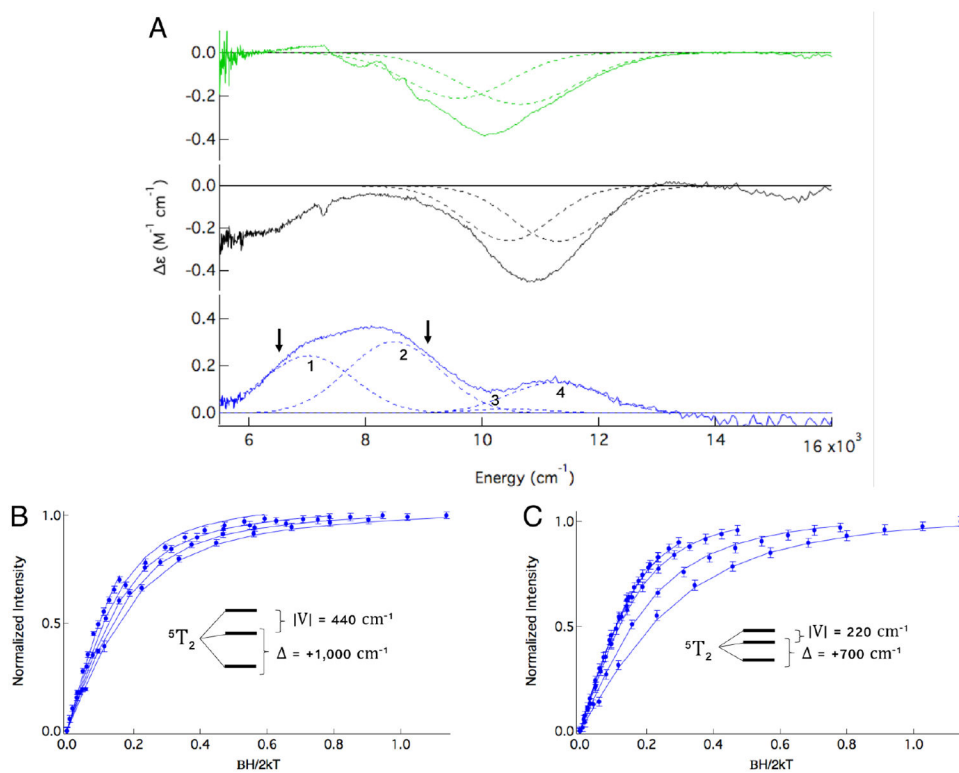 A
0.0
-0.2
-0.4
0.0
-0.2
-0.4
0.4
0.2
0.0
Δε (M⁻¹ cm⁻¹)
1
2
3
4
6 8 10 12 14 16 x10³
Energy (cm⁻¹)
B
1.0
0.5
0.0
Normalized Intensity
⁵T₂
|V| = 440 cm⁻¹
Δ = +1,000 cm⁻¹
0.0 0.2 0.4 0.6 0.8 1.0
BH/2kT
C
1.0
0.5
0.0
Normalized Intensity
⁵T₂
|V| = 220 cm⁻¹
Δ = +700 cm⁻¹
0.0 0.2 0.4 0.6 0.8 1.0
BH/2kT